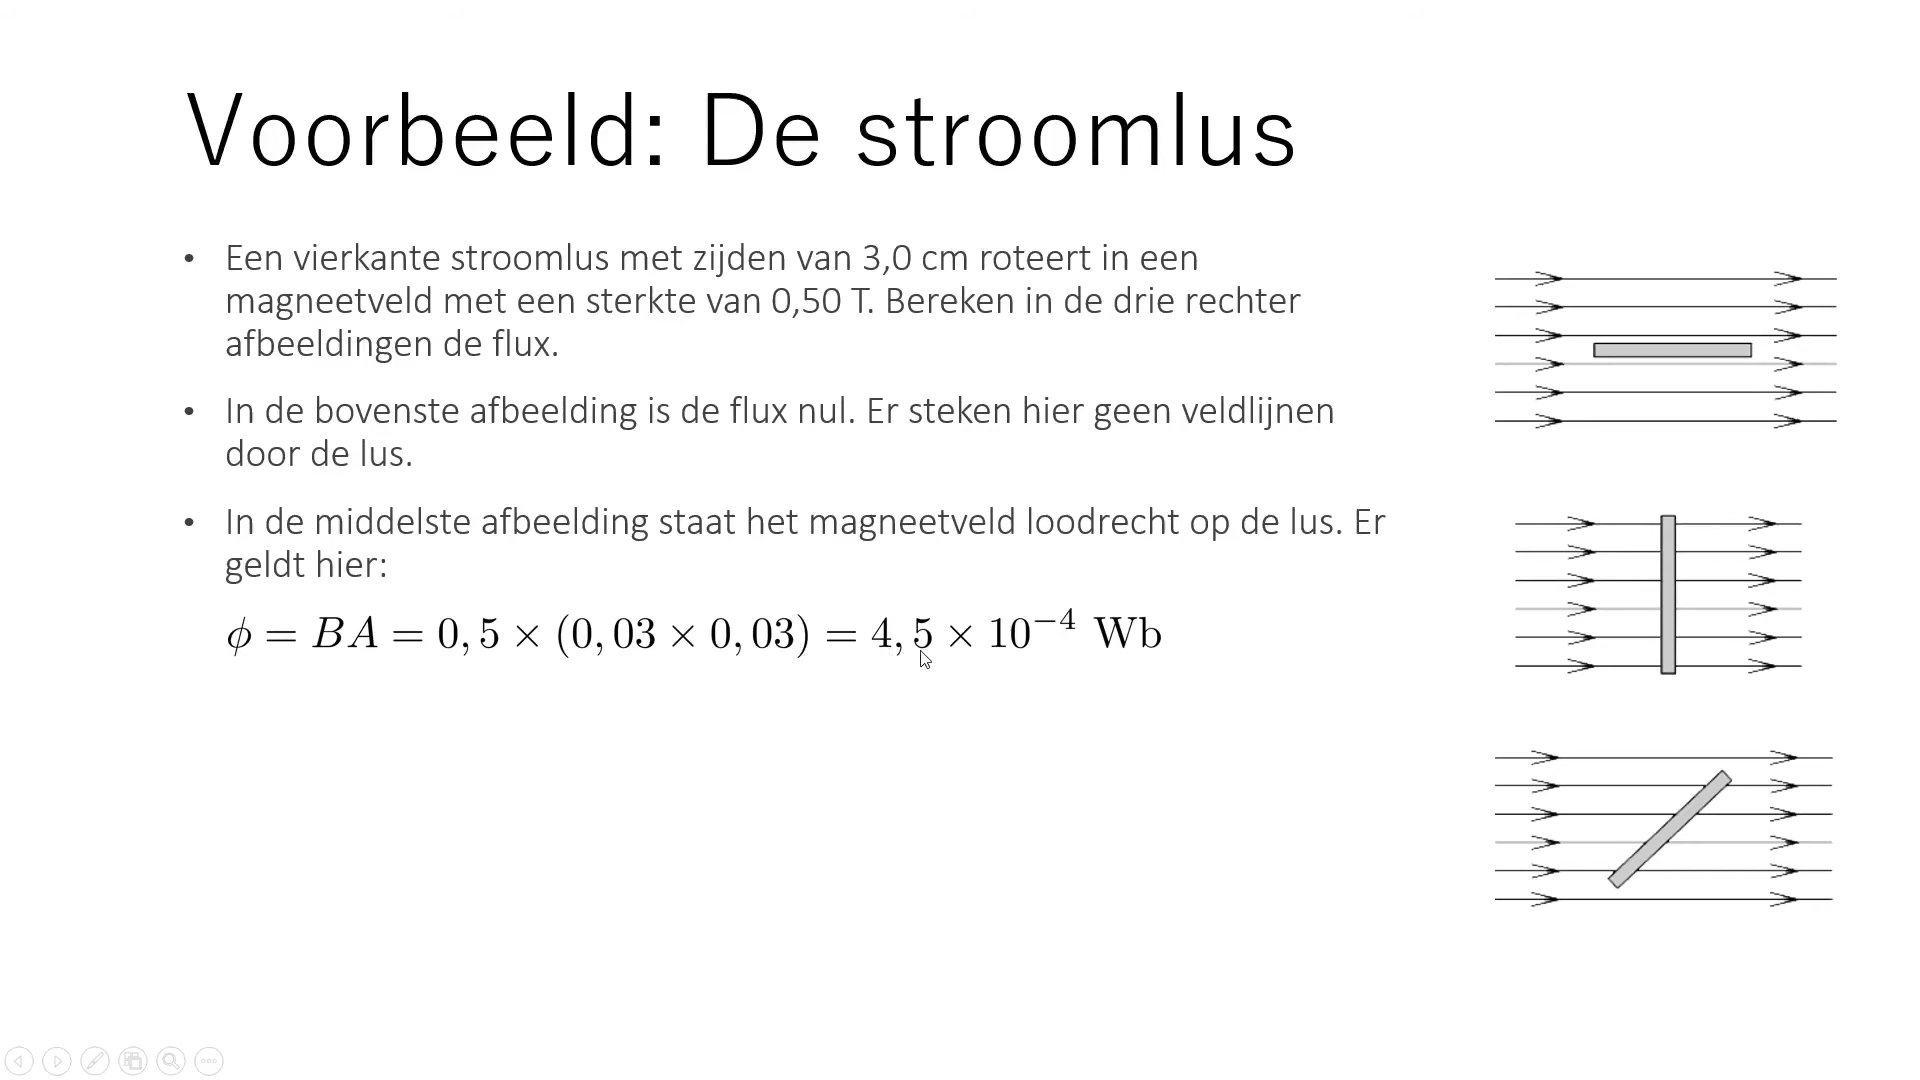 Voorbeeld: De stroomlus
• Een vierkante stroomlus met zijden van 3,0 cm roteert in een
magneetveld met een sterkte van 0,50 T. Bereken in de drie rechter
afbeeldingen de flux.
• In de bovenste afbeelding is de flux nul. Er steken hier geen veldlijnen
door de lus.
• In de middelste afbeelding staat het magneetveld loodrecht op de lus. Er
geldt hier:
ϕ = BA = 0,5 × (0,03 × 0,03) = 4,5 × 10⁻⁴ Wb